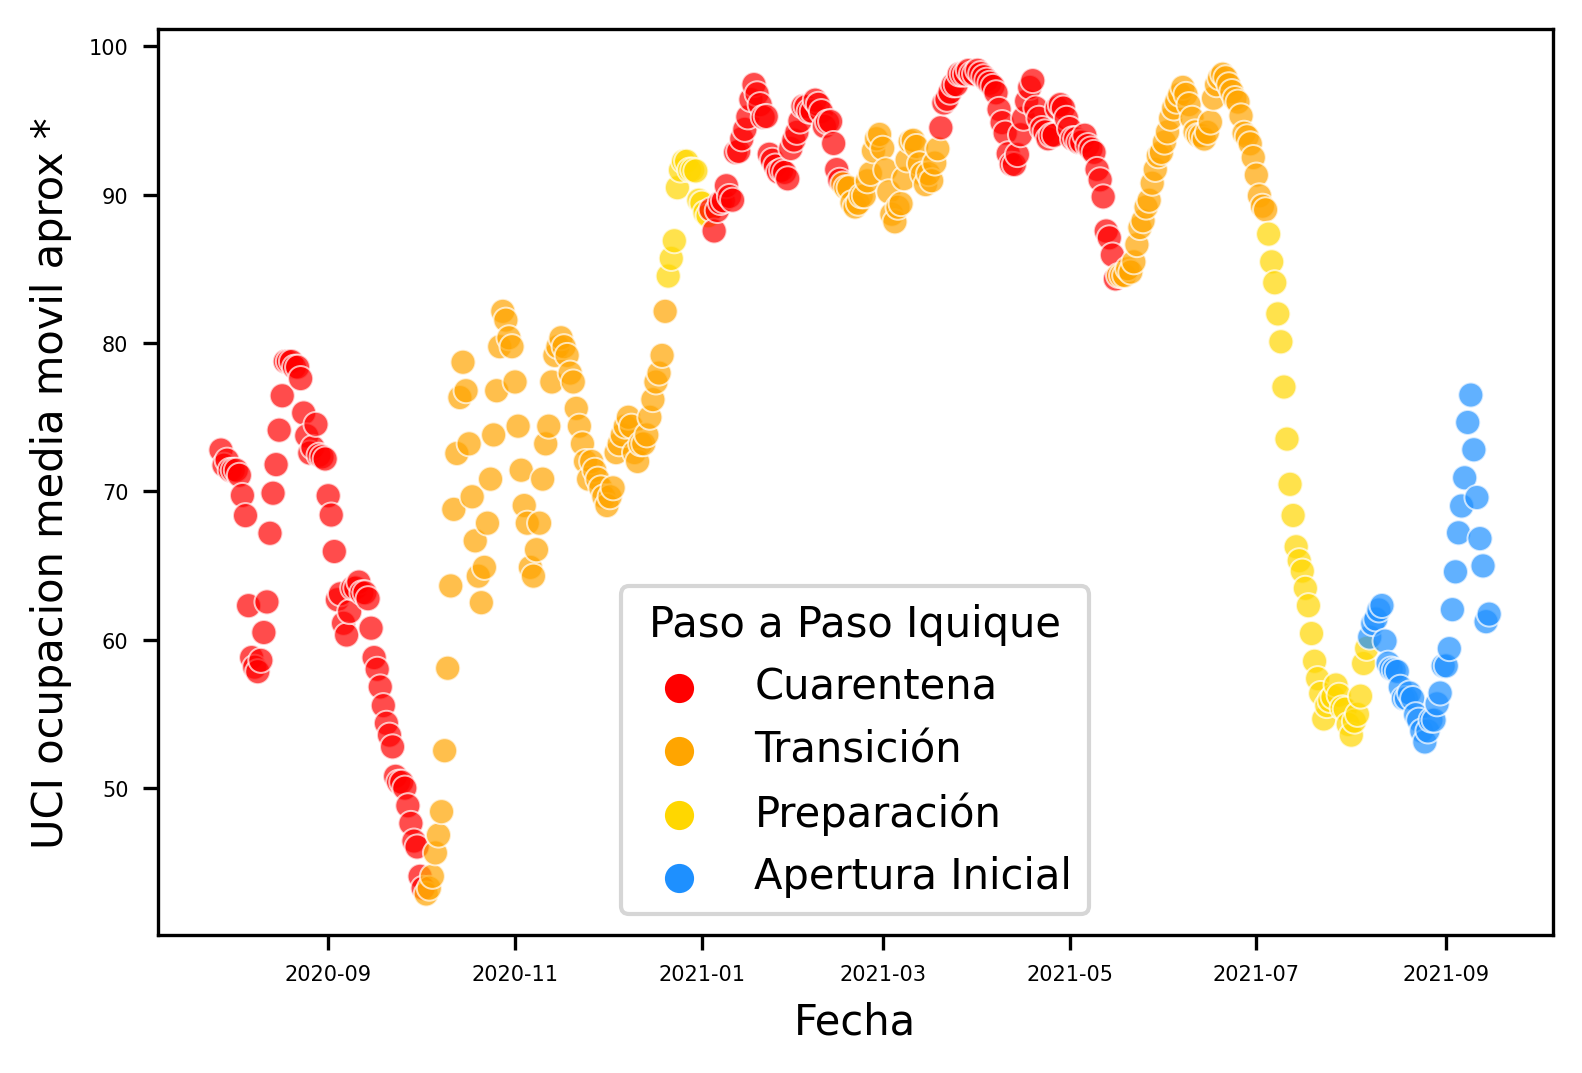 UCI ocupacion media movil aprox *
100
90
80
70
60
50
Paso a Paso Iquique
Cuarentena
Transición
Preparación
Apertura Inicial
2020-09
2020-11
2021-01
2021-03
2021-05
2021-07
2021-09
Fecha